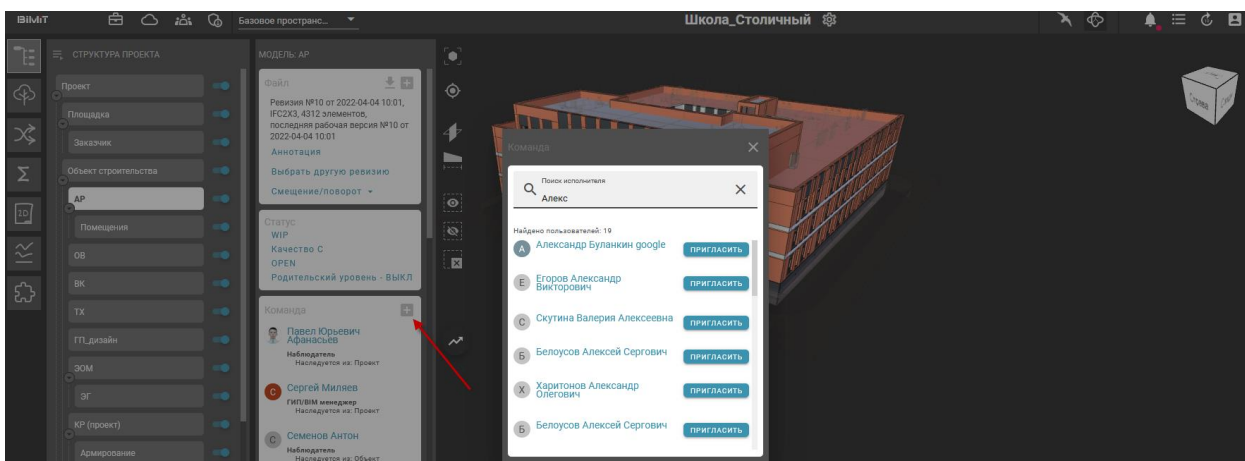 BIMIT
Базовое пространс...
Школа_Столичный
СТРУКТУРА ПРОЕКТА
Проект
Площадка
Заказчик
Объект строительства
АР
Помещения
ОВ
ВК
ТХ
ГП_дизайн
ЭОМ
ЭГ
КР (проект)
Армирование
2D
МОДЕЛЬ: АР
Файл
Ревизия №10 от 2022-04-04 10:01,
IFC2X3, 4312 элементов,
последняя рабочая версия №10 от
2022-04-04 10:01
Аннотация
Выбрать другую ревизию
Смещение/поворот
Статус
WIP
Качество С
OPEN
Родительский уровень - ВЫКЛ
Команда
Павел Юрьевич
Афанасьев
Наблюдатель
Наследуется из: Проект
С Сергей Миляев
ГИП/BIM менеджер
Наследуется из: Проект
С Семенов Антон
Наблюдатель
Наследуется из: Объект
Команда
Поиск исполнителя
Алекс
Найдено пользователей: 19
А Александр Буланкин google ПРИГЛАСИТЬ
Е Егоров Александр
Викторович ПРИГЛАСИТЬ
С Скутина Валерия Алексеевна ПРИГЛАСИТЬ
Б Белоусов Алексей Сергович ПРИГЛАСИТЬ
Х Харитонов Александр
Олегович ПРИГЛАСИТЬ
Б Белоусов Алексей Сергович ПРИГЛАСИТЬ
Справа